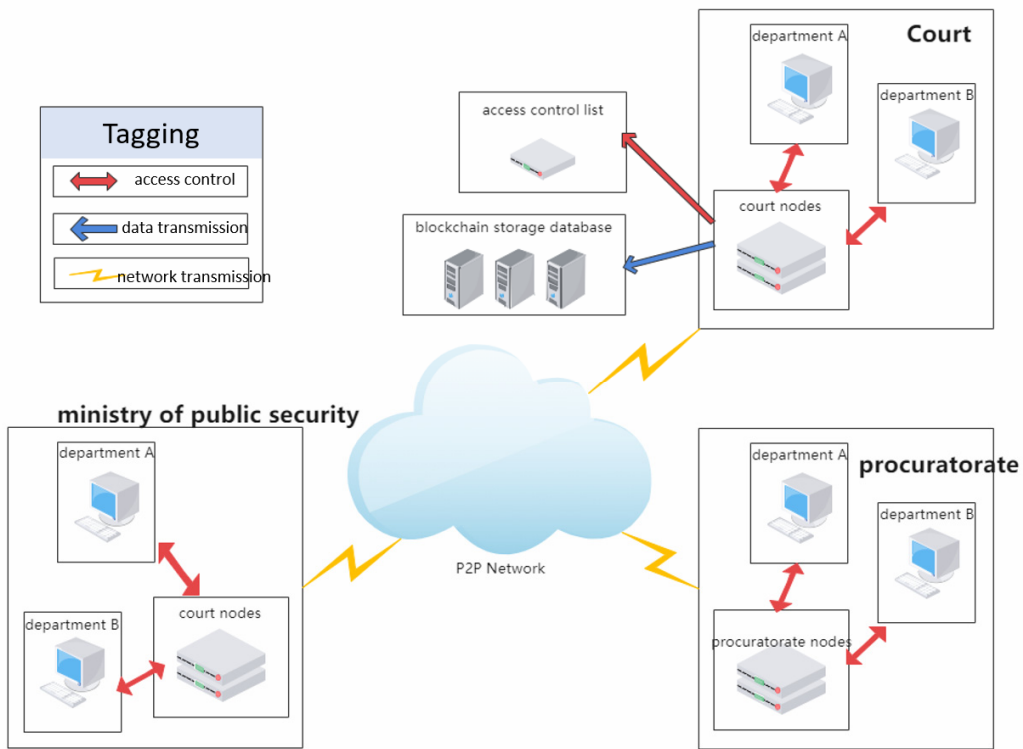 Tagging
access control
data transmission
network transmission
access control list
blockchain storage database
Court
department A
department B
court nodes
P2P Network
ministry of public security
department A
department B
court nodes
procuratorate
department A
department B
procuratorate nodes